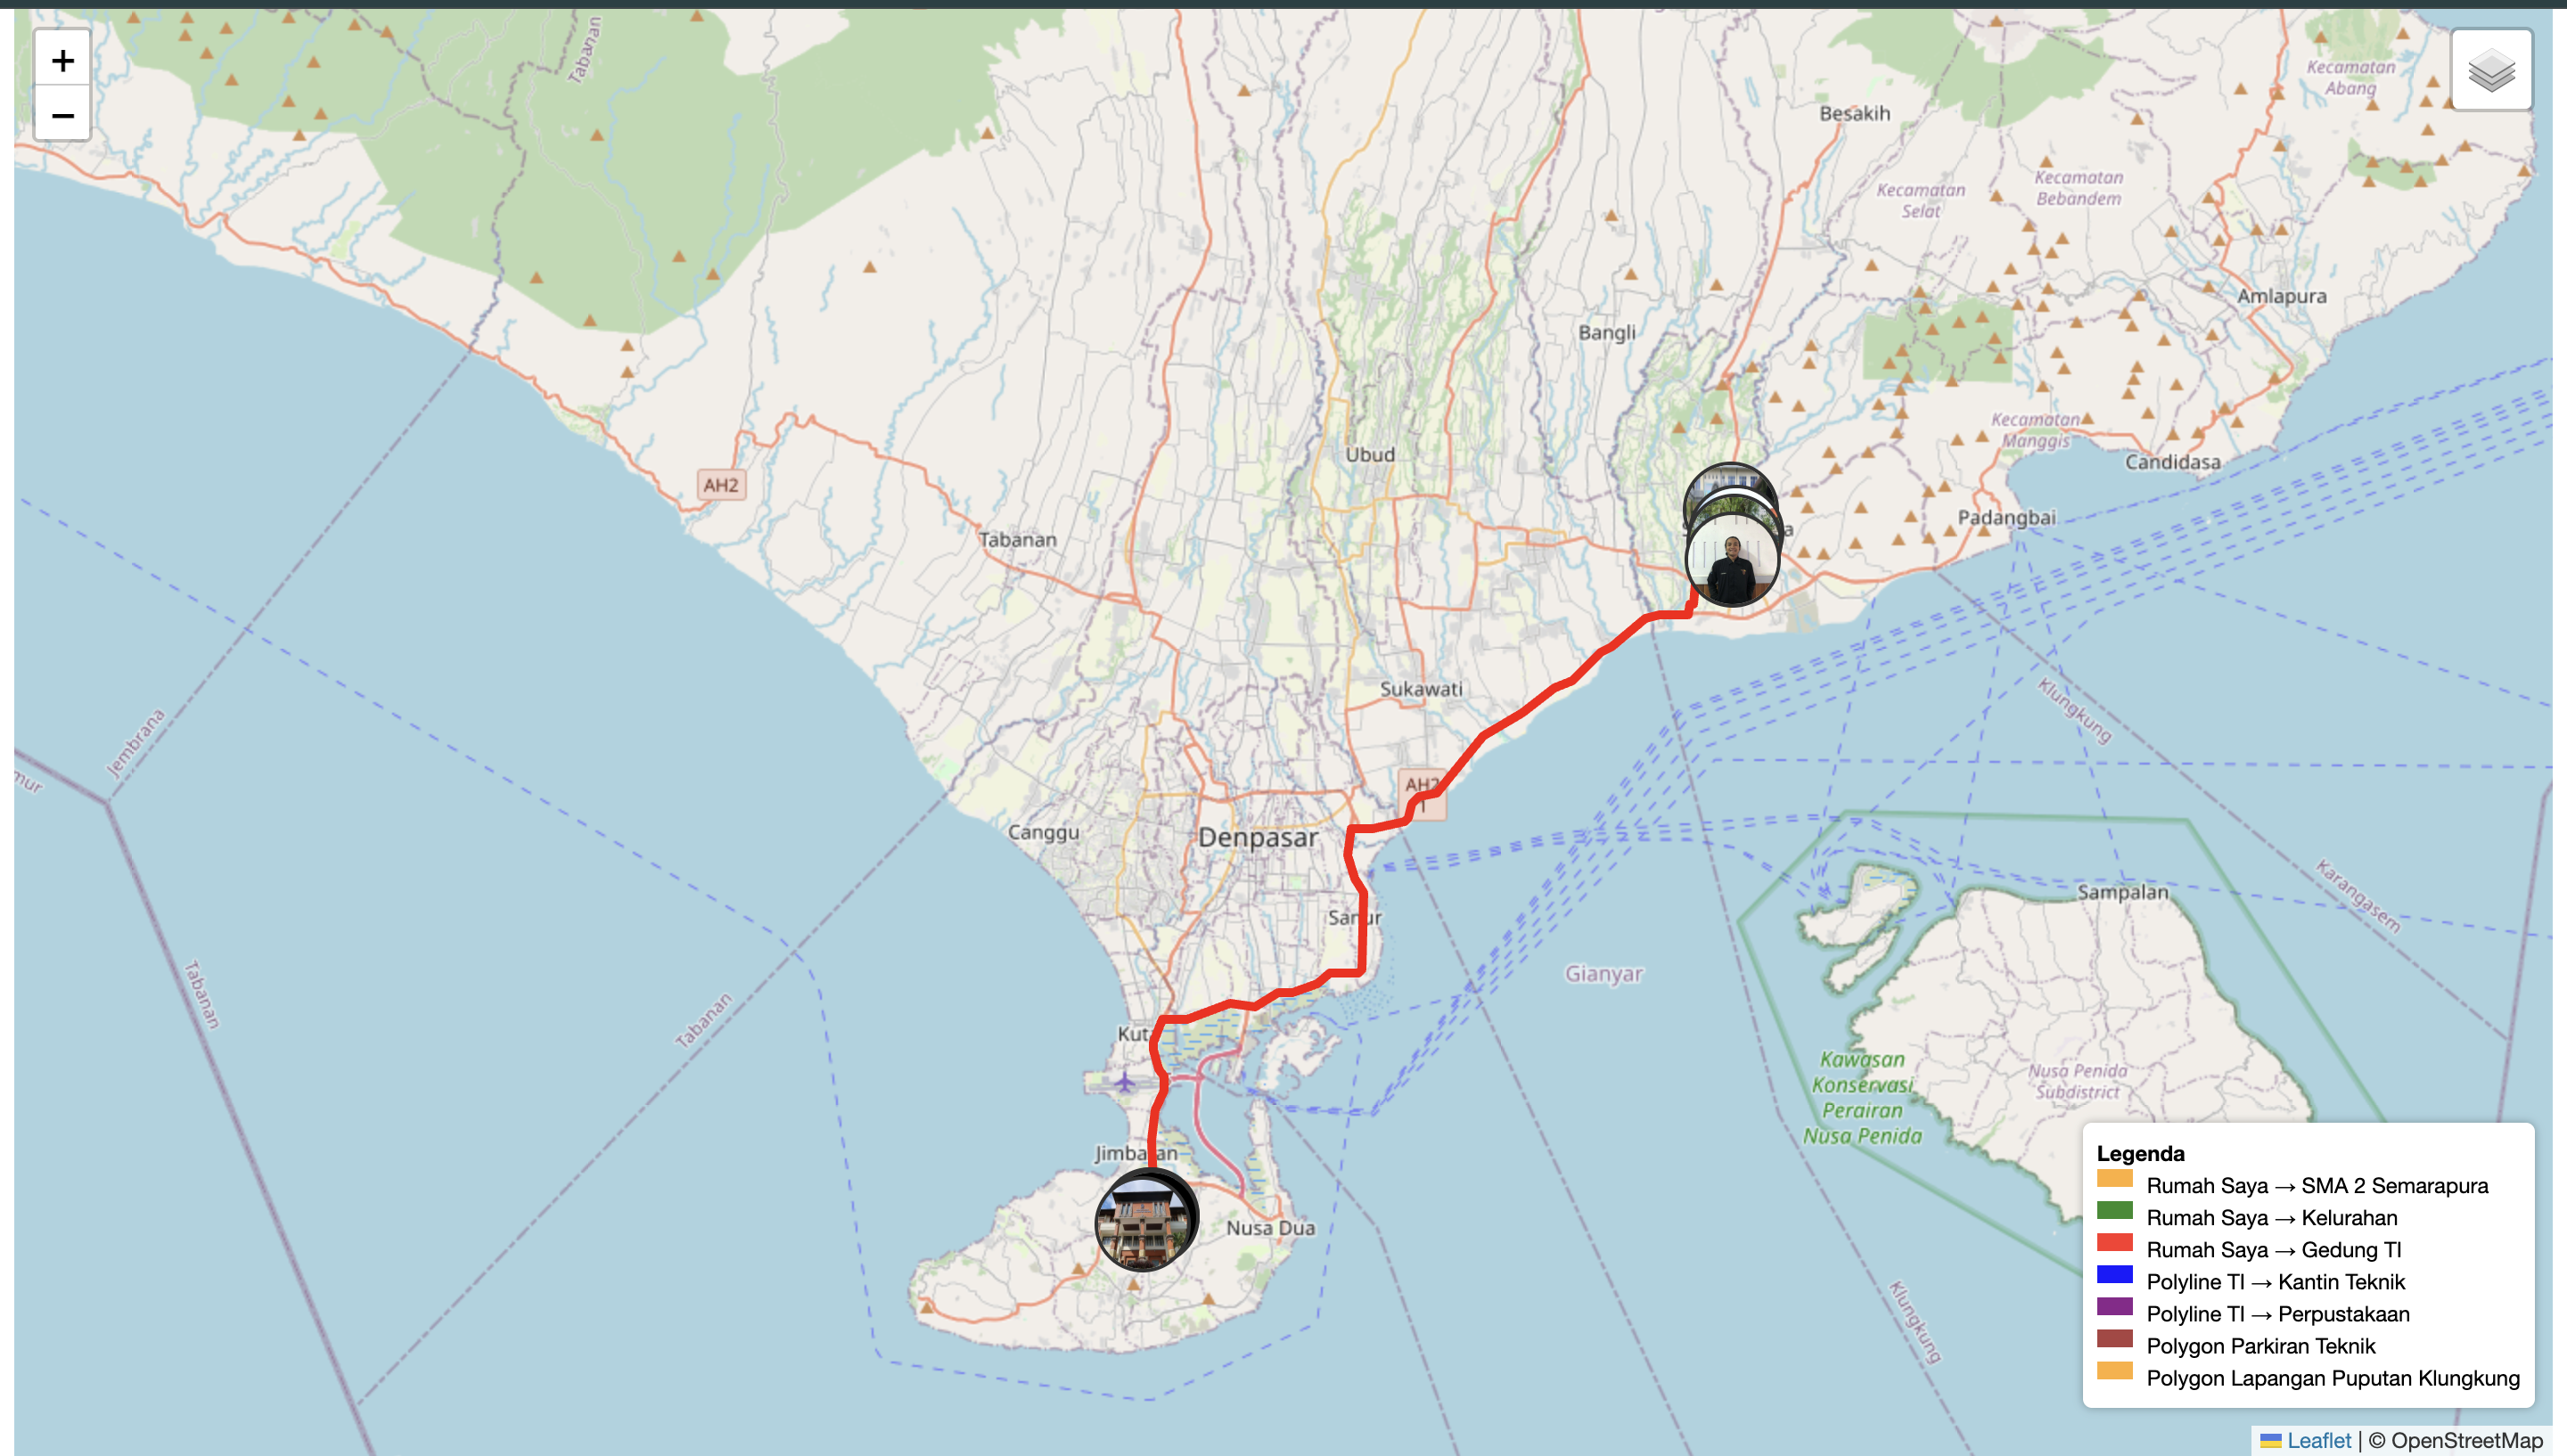 +
−
Tabanan
Kecamatan
Abang
Besakih
Kecamatan
Selat
Kecamatan
Bebandem
Amlapura
Bangli
Kecamatan
Manggis
Candidasa
Ubud
AH2
Padangbai
Tabanan
Sukawati
Klungkung
Jembrana
AH2
Canggu
Denpasar
Sanur
Sampalan
Karangasem
Gianyar
Tabanan
Tabanan
Kut
Kawasan
Konservasi
Perairan
Nusa Penida
Nusa Penida
Subdistrict
Jimbaran
Nusa Dua
Klungkung
Klungkung
Legenda
Rumah Saya → SMA 2 Semarapura
Rumah Saya → Kelurahan
Rumah Saya → Gedung TI
Polyline TI → Kantin Teknik
Polyline TI → Perpustakaan
Polygon Parkiran Teknik
Polygon Lapangan Puputan Klungkung
Leaflet | © OpenStreetMap